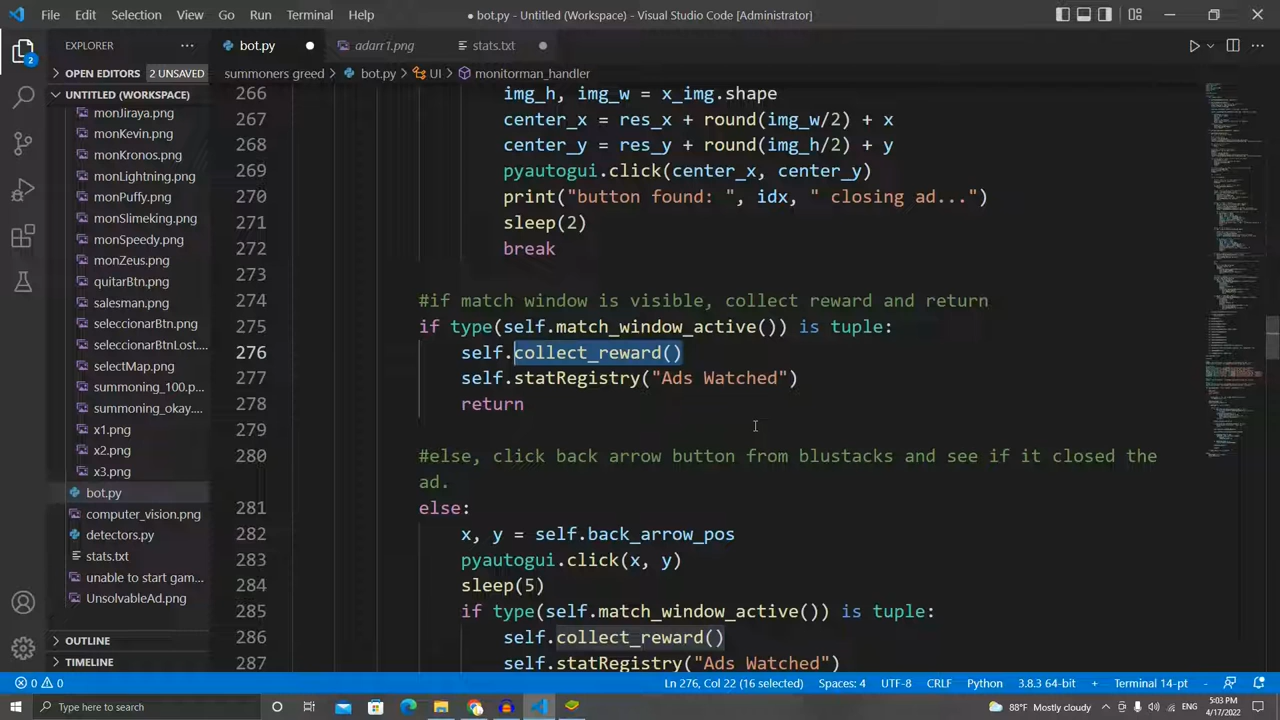 File Edit Selection View Go Run Terminal Help
● bot.py - Untitled (Workspace) - Visual Studio Code [Administrator]
EXPLORER
bot.py
adarr1.png
stats.txt
OPEN EDITORS 2 UNSAVED
summoners greed > bot.py > UI > monitorman_handler
UNTITLED (WORKSPACE)
monJiraya.png
monKevin.png
monKronos.png
monLightning.png
monPuffy.png
monSlimeking.png
monSpeedy.png
monZeus.png
quitarBtn.png
salesman.png
seleccionarBtn.png
seleccionarBtnLost....
summoning_100.png
summoning_okay....
x3.png
bot.py
computer_vision.png
detectors.py
stats.txt
unable to start gam...
UnsolvableAd.png
OUTLINE
TIMELINE
266 img_h, img_w = x_img.shape
267 center_x = res_x - round(img_w/2) + x
268 center_y = res_y - round(img_h/2) + y
269 pyautogui.click(center_x, center_y)
270 print("button found: ", idx, " closing ad...")
271 sleep(2)
272 break
273
274 #if match window is visible, collect reward and return
275 if type(self.match_window_active()) is tuple:
276 self.collect_reward()
277 self.statRegistry("Ads Watched")
278 return
279
280 #else, click back arrow button from blustacks and see if it closed the
ad.
281 else:
282 x, y = self.back_arrow_pos
283 pyautogui.click(x, y)
284 sleep(5)
285 if type(self.match_window_active()) is tuple:
286 self.collect_reward()
287 self.statRegistry("Ads Watched")
0 0
Ln 276, Col 22 (16 selected) Spaces: 4 UTF-8 CRLF Python 3.8.3 64-bit Terminal 14-pt
Type here to search
88°F Mostly cloudy ENG 5:03 PM
4/17/2022